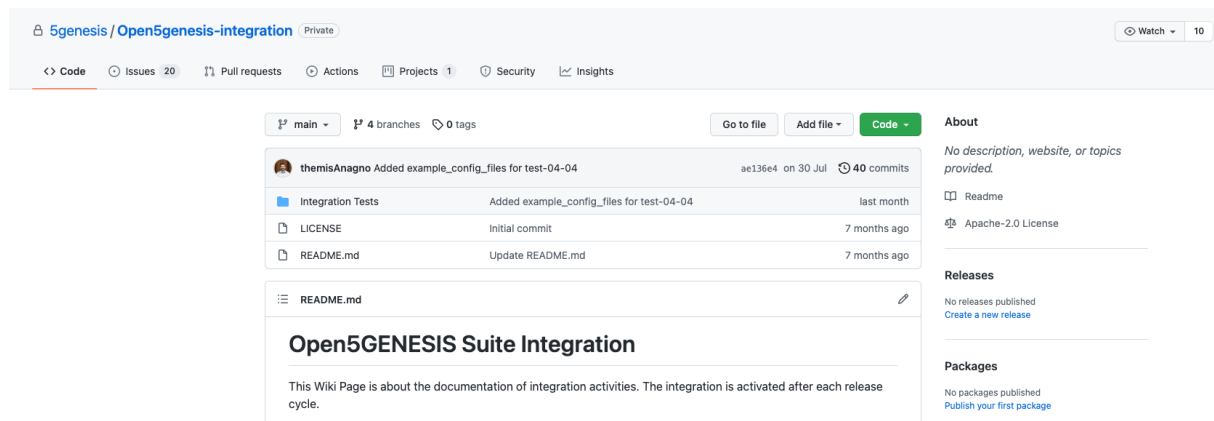 5genesis / Open5genesis-integration Private
Watch 10
Code Issues 20 Pull requests Actions Projects 1 Security Insights
main 4 branches 0 tags Go to file Add file Code
themisAnagno Added example_config_files for test-04-04 ae136e4 on 30 Jul 40 commits
Integration Tests Added example_config_files for test-04-04 last month
LICENSE Initial commit 7 months ago
README.md Update README.md 7 months ago
README.md
Open5GENESIS Suite Integration
This Wiki Page is about the documentation of integration activities. The integration is activated after each release
cycle.
About
No description, website, or topics
provided.
Readme
Apache-2.0 License
Releases
No releases published
Create a new release
Packages
No packages published
Publish your first package